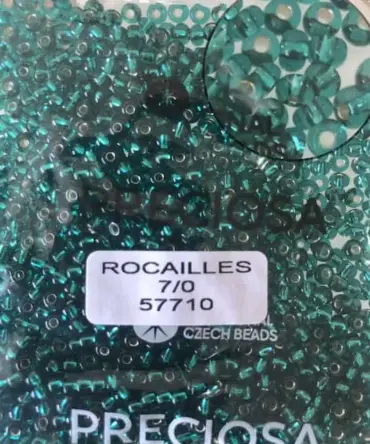 PRECIOSA
ROCAILLES
7/0
57710
CZECH BEADS
PRECIOSA